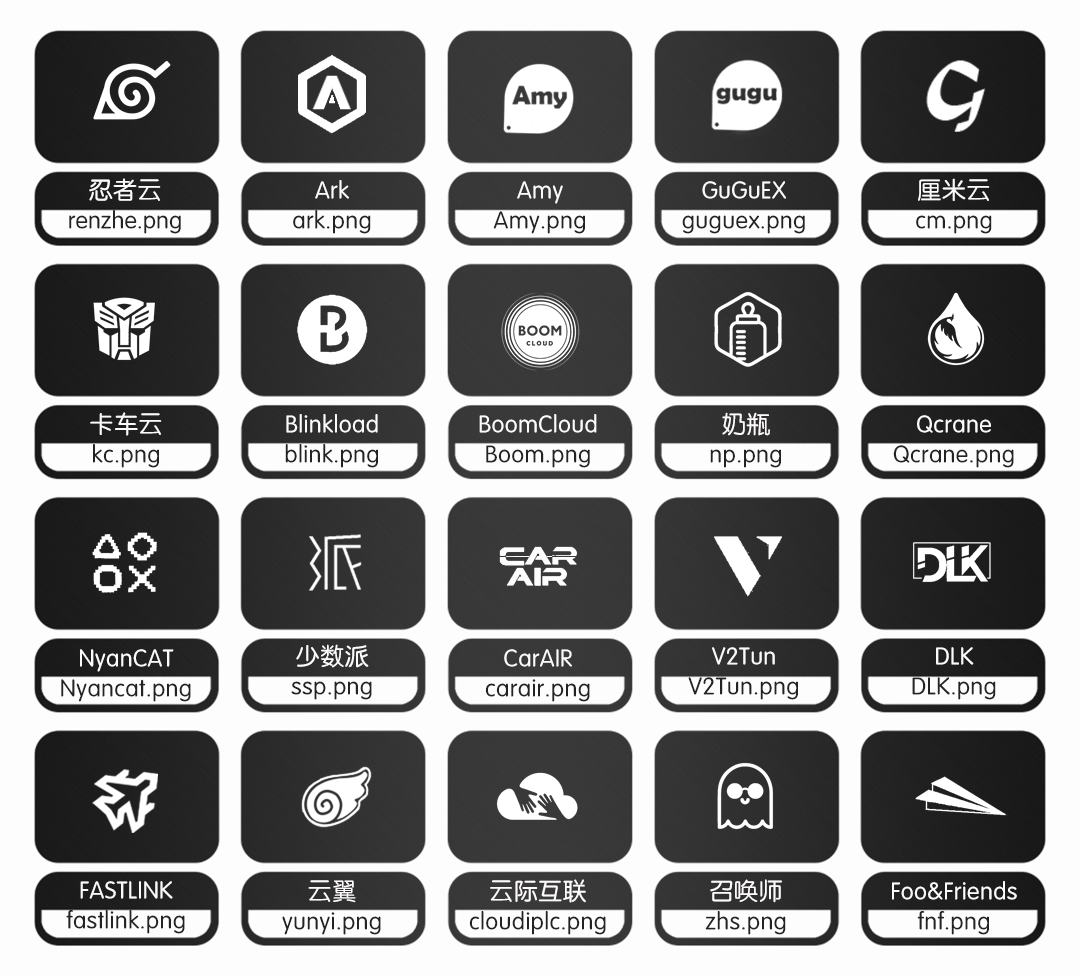 Amy
gugu
忍者云
Ark
Amy
GuGuEX
厘米云
renzhe.png
ark.png
Amy.png
guguex.png
cm.png
BOOM
CLOUD
卡车云
Blinkload
BoomCloud
奶瓶
Qcrane
kc.png
blink.png
Boom.png
np.png
Qcrane.png
派
CAR
AIR
DLK
NyanCAT
少数派
CarAIR
V2Tun
DLK
Nyancat.png
ssp.png
carair.png
V2Tun.png
DLK.png
FASTLINK
云翼
云际互联
召唤师
Foo&Friends
fastlink.png
yunyi.png
cloudiplc.png
zhs.png
fnf.png